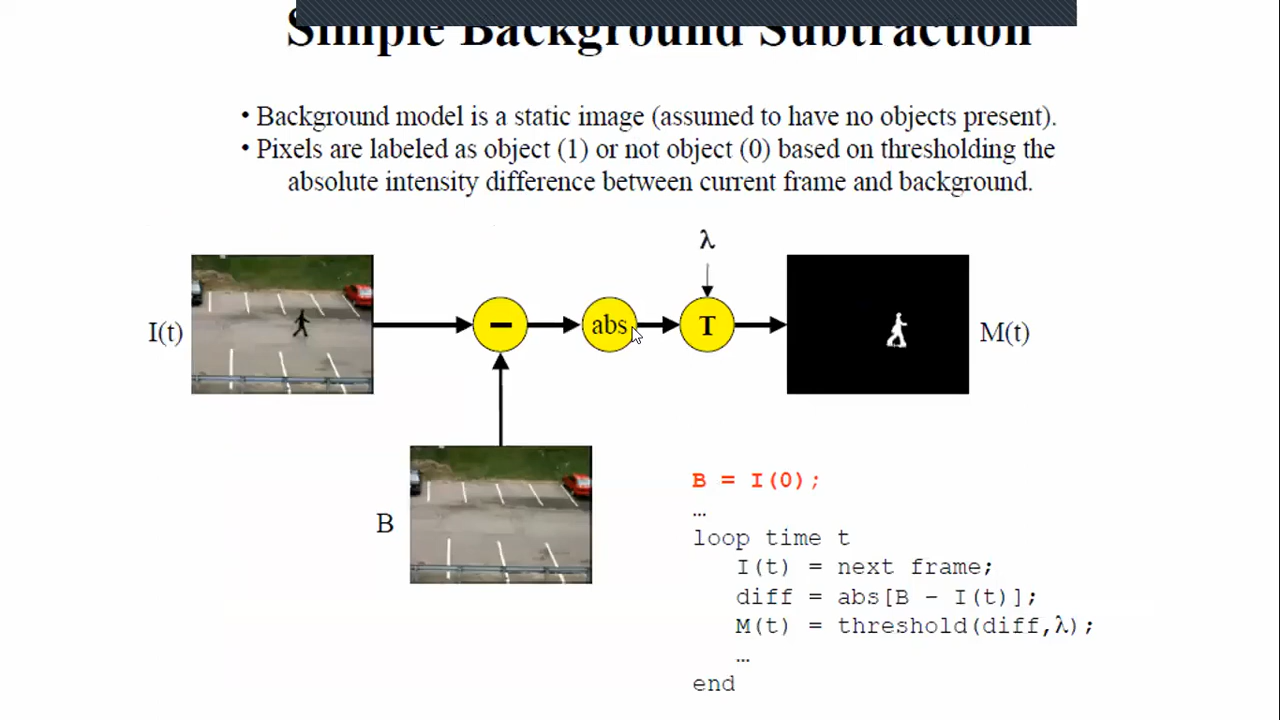 Simple Background Subtraction
• Background model is a static image (assumed to have no objects present).
• Pixels are labeled as object (1) or not object (0) based on thresholding the
absolute intensity difference between current frame and background.
λ
I(t)
−
abs
T
M(t)
B
B = I(0);
…
loop time t
I(t) = next frame;
diff = abs[B − I(t)];
M(t) = threshold(diff,λ);
…
end